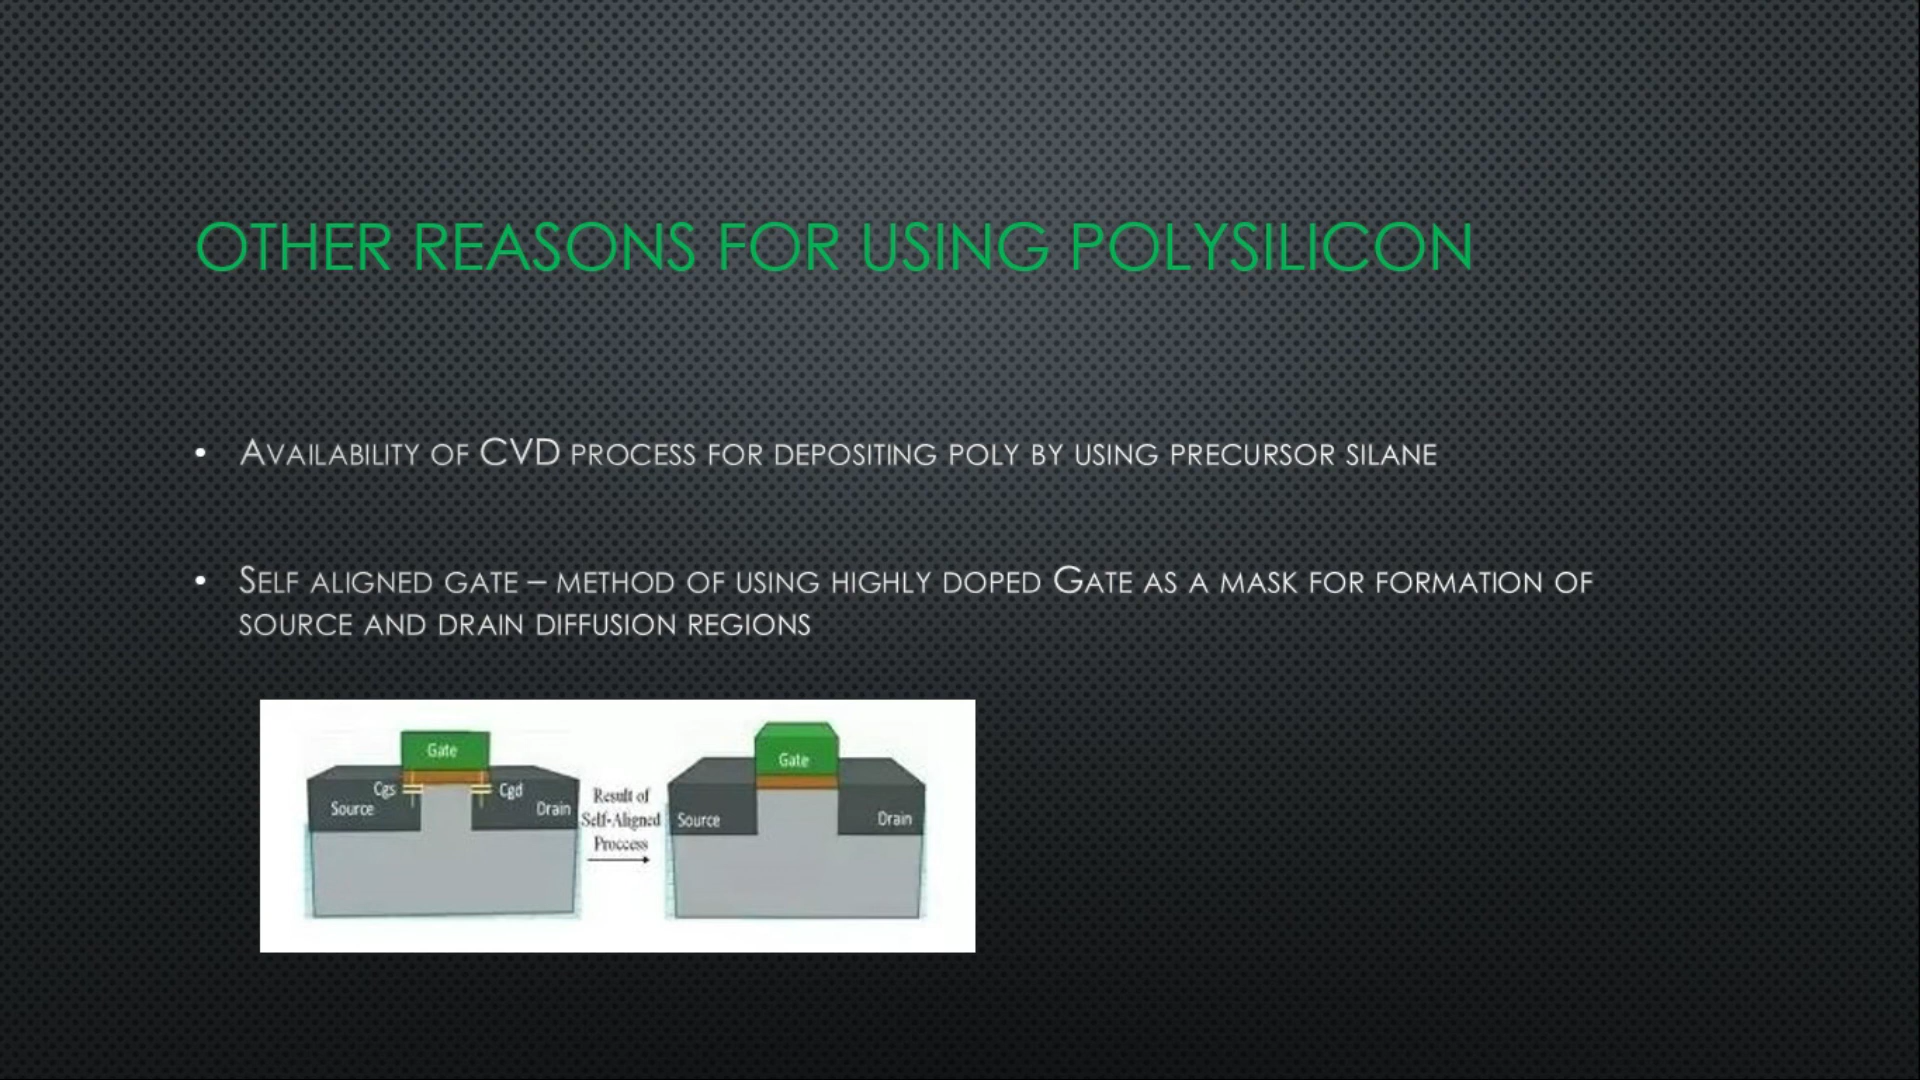 OTHER REASONS FOR USING POLYSILICON
• AVAILABILITY OF CVD PROCESS FOR DEPOSITING POLY BY USING PRECURSOR SILANE
• SELF ALIGNED GATE – METHOD OF USING HIGHLY DOPED GATE AS A MASK FOR FORMATION OF
SOURCE AND DRAIN DIFFUSION REGIONS
Gate
Cgs
Cgd
Source
Drain
Result of
Self-Aligned
Proccess
Gate
Source
Drain